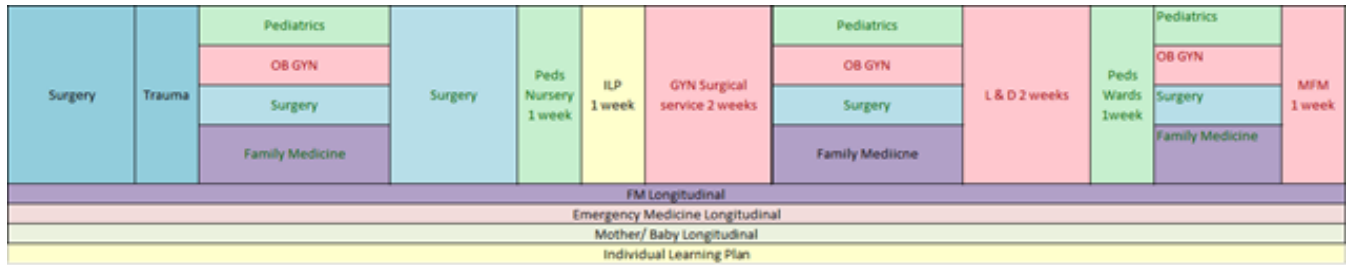 Surgery
Trauma
Pediatrics
OB GYN
Surgery
Family Medicine
Surgery
Peds
Nursery
1 week
ILP
1 week
GYN Surgical
service 2 weeks
Pediatrics
OB GYN
Surgery
Family Mediicne
L & D 2 weeks
Peds
Wards
1week
Pediatrics
OB GYN
Surgery
Family Medicine
MFM
1 week
FM Longitudinal
Emergency Medicine Longitudinal
Mother/ Baby Longitudinal
Individual Learning Plan